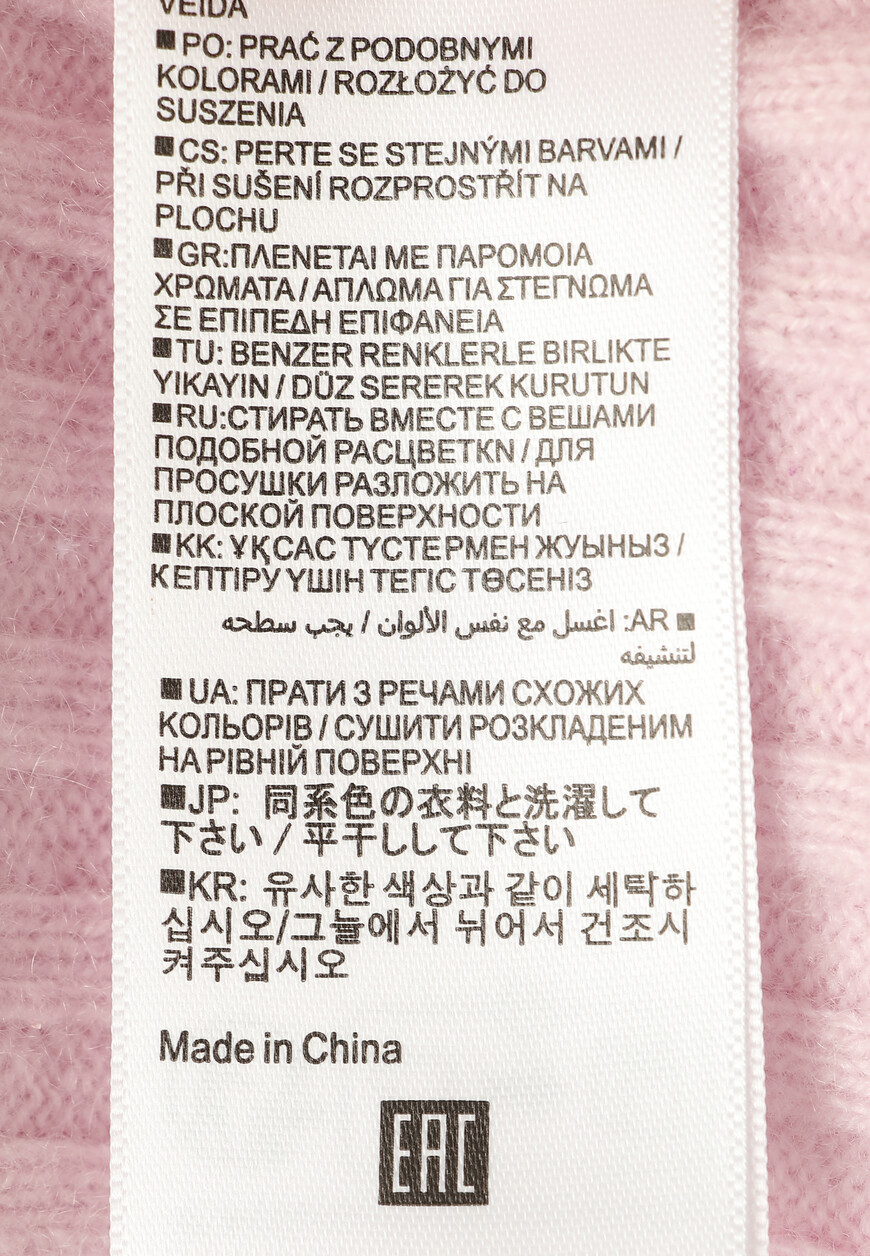 VEIDA
■ PO: PRAĆ Z PODOBNYMI
KOLORAMI / ROZŁOŻYĆ DO
SUSZENIA
■ CS: PERTE SE STEJNÝMI BARVAMI /
PŘI SUŠENÍ ROZPROSTŘÍT NA
PLOCHU
■ GR:ΠΛΕΝΕΤΑΙ ΜΕ ΠΑΡΟΜΟΙΑ
ΧΡΩΜΑΤΑ / ΑΠΛΩΜΑ ΓΙΑ ΣΤΕΓΝΩΜΑ
ΣΕ ΕΠΙΠΕΔΗ ΕΠΙΦΑΝΕΙΑ
■ TU: BENZER RENKLERLE BIRLIKTE
YIKAYIN / DÜZ SEREREK KURUTUN
■ RU:СТИРАТЬ ВМЕСТЕ С ВЕШАМИ
ПОДОБНОЙ РАСЦВЕТКN / ДЛЯ
ПРОСУШКИ РАЗЛОЖИТЬ НА
ПЛОСКОЙ ПОВЕРХНОСТИ
■ KK: ҰҚСАС ТҮСТЕРМЕН ЖУЫНЫЗ /
КЕПТІРУ ҮШІН ТЕГІС ТӨСЕНІЗ
■ AR: اغسل مع نفس الألوان / يجب سطحه
لتنشيفه
■ UA: ПРАТИ З РЕЧАМИ СХОЖИХ
КОЛЬОРІВ / СУШИТИ РОЗКЛАДЕНИМ
НА РІВНІЙ ПОВЕРХНІ
■JP: 同系色の衣料と洗濯して
下さい / 平干ししして下さい
■KR: 유사한 색상과 같이 세탁하
십시오/그늘에서 뉘어서 건조시
켜주십시오
Made in China
EAC